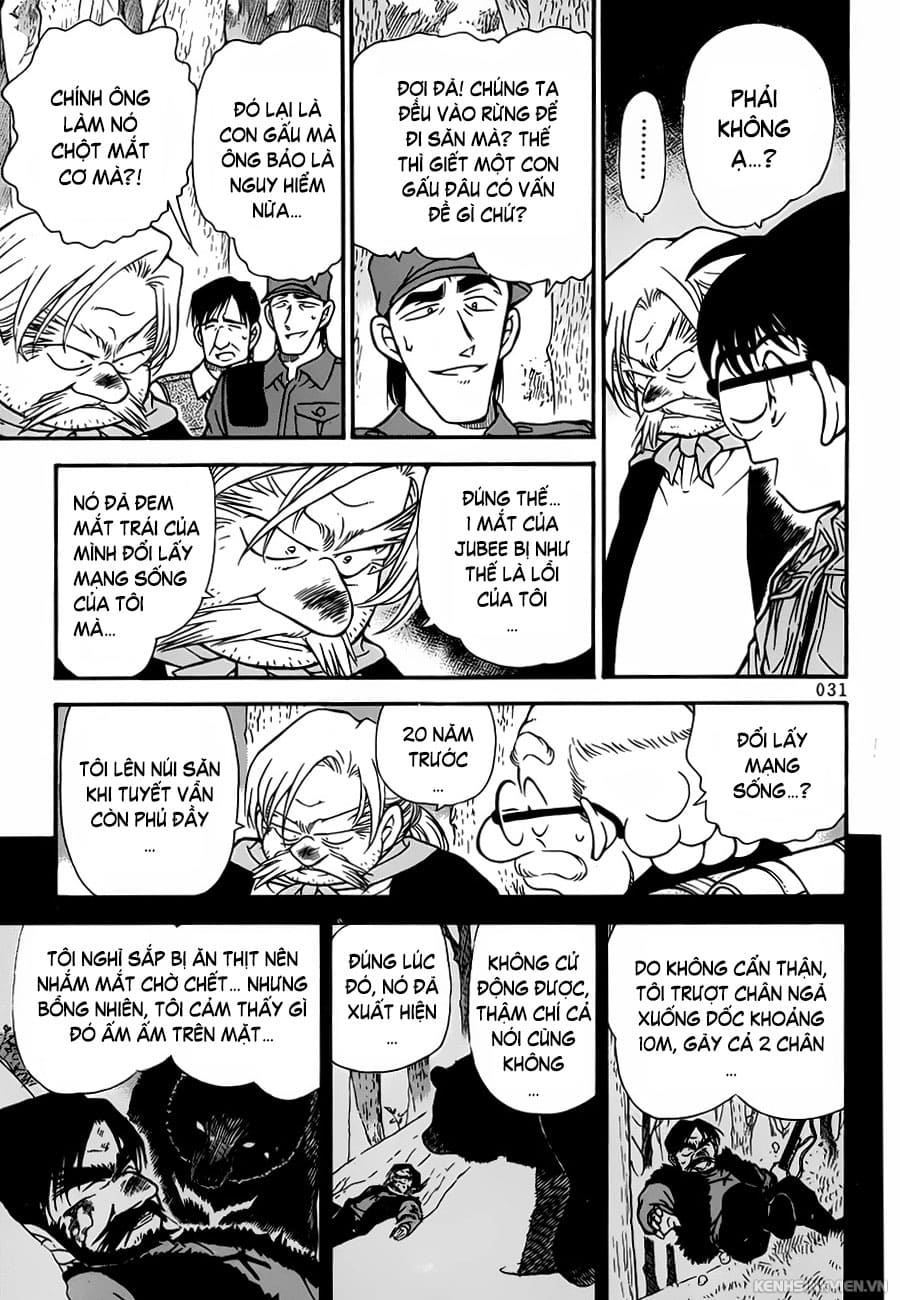 PHẢI
KHÔNG
Ạ...?
.........
ĐỢI ĐÃ! CHÚNG TA
ĐỀU VÀO RỪNG ĐỂ
ĐI SĂN MÀ? THẾ
THÌ GIẾT MỘT CON
GẤU ĐÂU CÓ VẤN
ĐỀ GÌ CHỨ?
ĐÓ LẠI LÀ
CON GẤU MÀ
ÔNG BẢO LÀ
NGUY HIỂM
NỮA...
CHÍNH ÔNG
LÀM NÓ
CHỘT MẮT
CƠ MÀ?!
ĐÚNG THẾ...
1 MẮT CỦA
JUBEE BỊ NHƯ
THẾ LÀ LỖI
CỦA TÔI
...
NÓ ĐÃ ĐEM
MẮT TRÁI CỦA
MÌNH ĐỔI LẤY
MẠNG SỐNG
CỦA TÔI
MÀ...
031
ĐỔI LẤY
MẠNG
SỐNG...?
20 NĂM
TRƯỚC
...
TÔI LÊN NÚI SĂN
KHI TUYẾT VẪN
CÒN PHỦ ĐẦY
...
DO KHÔNG CẨN THẬN,
TÔI TRƯỢT CHÂN NGÃ
XUỐNG DỐC KHOẢNG
10M, GÃY CẢ 2 CHÂN
...
KHÔNG CỬ
ĐỘNG ĐƯỢC,
THẬM CHÍ CẢ
NÓI CŨNG
KHÔNG
...
ĐÚNG LÚC
ĐÓ, NÓ ĐÃ
XUẤT HIỆN
...
TÔI NGHĨ SẮP BỊ ĂN THỊT NÊN
NHẮM MẮT CHỜ CHẾT... NHƯNG
BỖNG NHIÊN, TÔI CẢM THẤY GÌ
ĐÓ ẤM ẤM TRÊN MẶT...